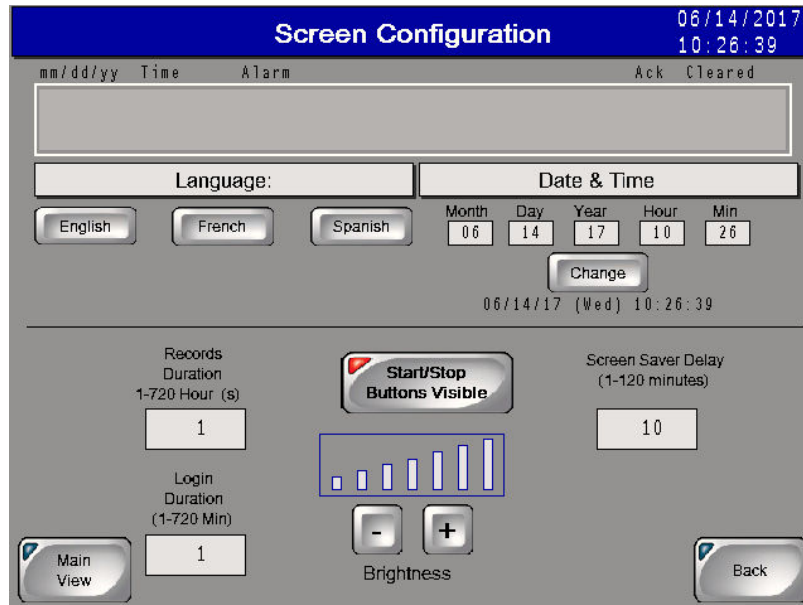 Screen Configuration
06/14/2017
10:26:39
mm/dd/yy Time Alarm Ack Cleared
Language:
Date & Time
English French Spanish
Month Day Year Hour Min
06 14 17 10 26
Change
06/14/17 (Wed) 10:26:39
Records
Duration
1-720 Hour (s)
1
Start/Stop
Buttons Visible
Screen Saver Delay
(1-120 minutes)
10
Login
Duration
(1-720 Min)
1
- +
Brightness
Main
View
Back